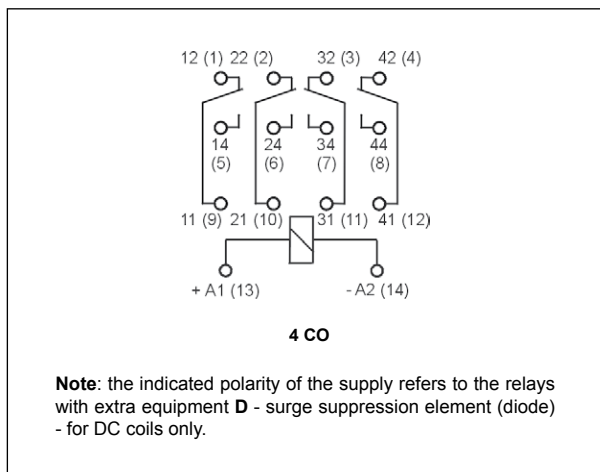 12 (1) 22 (2) 32 (3) 42 (4)
14 24 34 44
(5) (6) (7) (8)
11 (9) 21 (10) 31 (11) 41 (12)
+ A1 (13) - A2 (14)
4 CO
Note: the indicated polarity of the supply refers to the relays
with extra equipment D - surge suppression element (diode)
- for DC coils only.